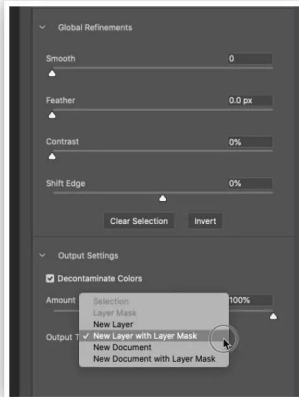 Global Refinements
Smooth 0
Feather 0.0 px
Contrast 0%
Shift Edge 0%
Clear Selection Invert
Output Settings
Decontaminate Colors
Amount 100%
Selection
Layer Mask
New Layer
Output T ✓ New Layer with Layer Mask
New Document
New Document with Layer Mask